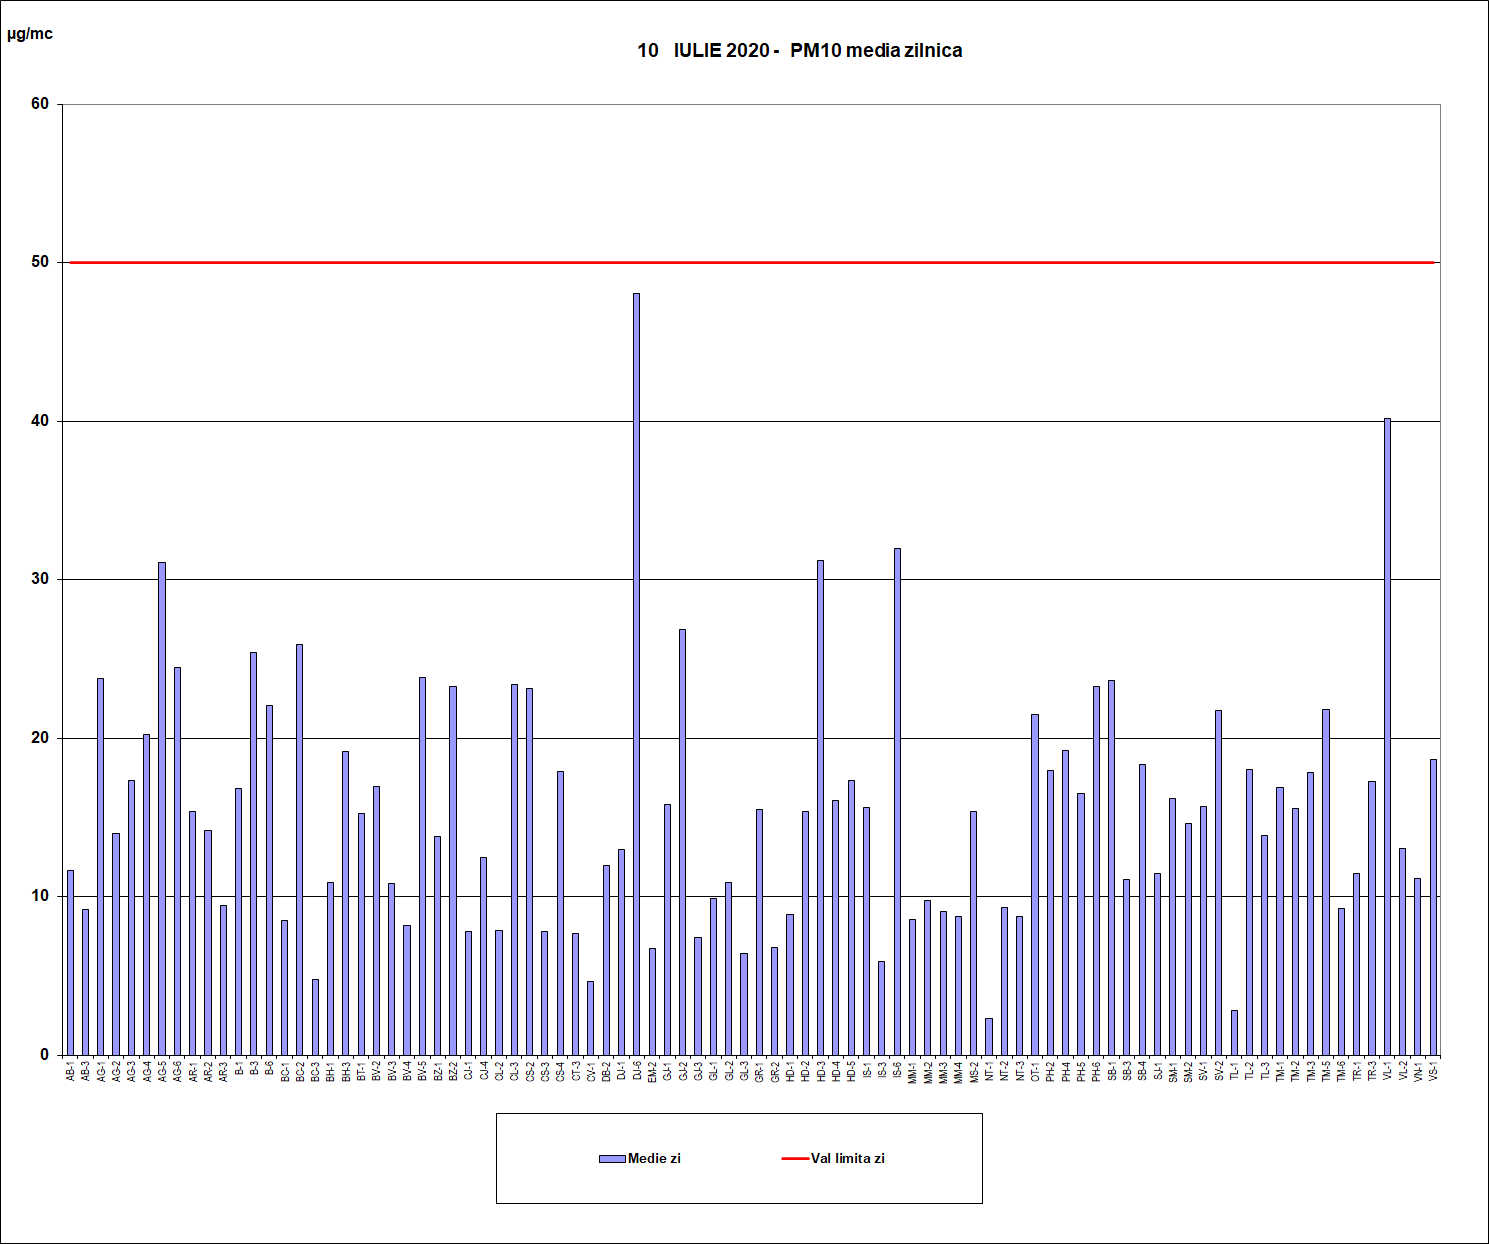 µg/mc
10 IULIE 2020 - PM10 media zilnica
60
50
40
30
20
10
0
AB-1
AB-3
AG-1
AG-2
AG-3
AG-4
AG-5
AG-6
AR-1
AR-2
AR-3
B-1
B-3
B-6
BC-1
BC-2
BC-3
BH-1
BH-3
BT-1
BV-2
BV-3
BV-4
BV-5
BZ-1
BZ-2
CJ-1
CJ-4
CL-2
CL-3
CS-2
CS-3
CS-4
CT-3
CV-1
DB-2
DJ-1
DJ-6
EM-2
GJ-1
GJ-2
GJ-3
GL-1
GL-2
GL-3
GR-1
GR-2
HD-1
HD-2
HD-3
HD-4
HD-5
IS-1
IS-3
IS-6
MM-1
MM-2
MM-3
MM-4
MS-2
NT-1
NT-2
NT-3
OT-1
PH-2
PH-4
PH-5
PH-6
SB-1
SB-3
SB-4
SJ-1
SM-1
SM-2
SV-1
SV-2
TL-1
TL-2
TL-3
TM-1
TM-2
TM-3
TM-5
TM-6
TR-1
TR-3
VL-1
VL-2
VN-1
VS-1
Medie zi
Val limita zi